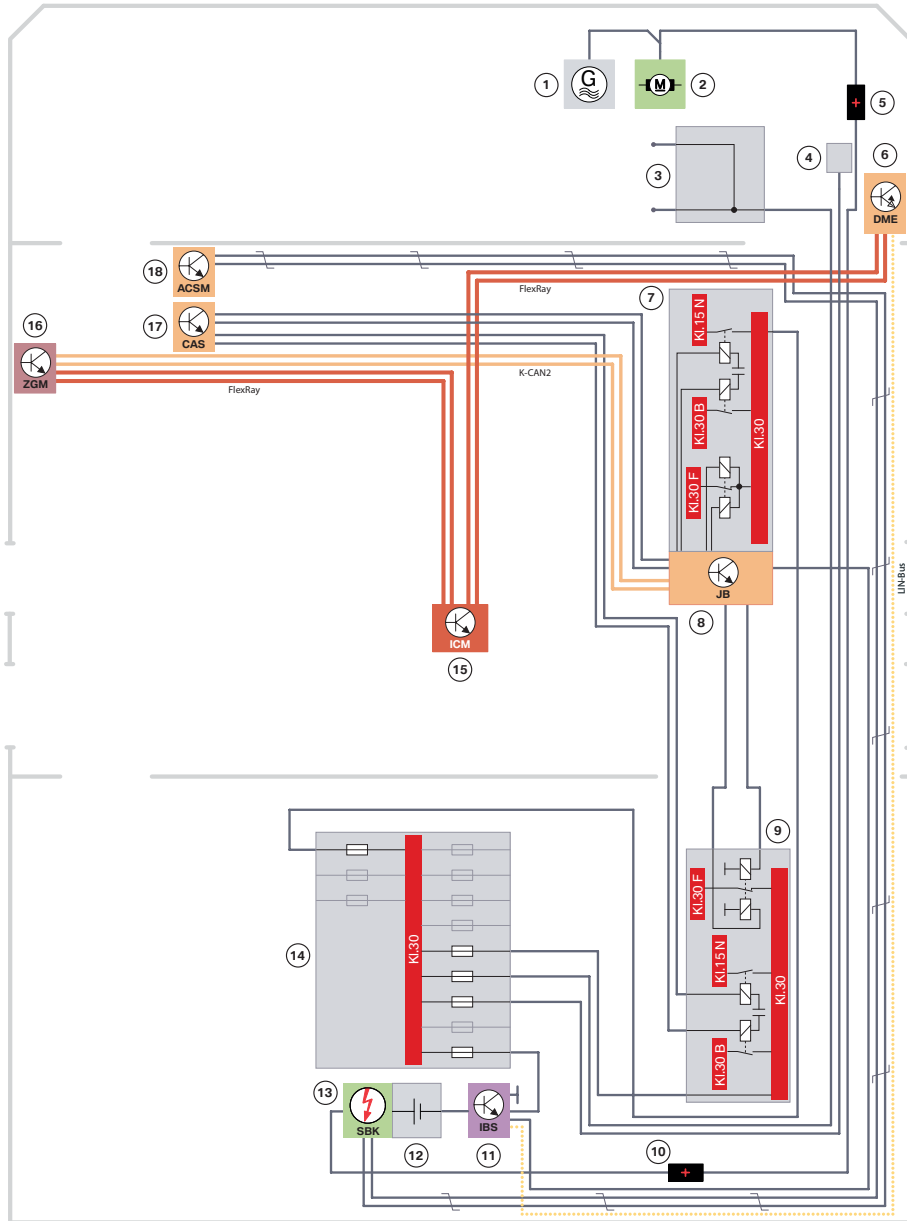 G
1
M
2
+
5
3
4
6
DME
18
ACSM
FlexRay
7
Kl.15 N
17
CAS
16
ZGM
K-CAN2
FlexRay
Kl.30 B
Kl.30
Kl.30 F
JB
8
LIN-Bus
ICM
15
9
Kl.30 F
Kl.30
14
Kl.30
Kl.15 N
Kl.30 B
13
SBK
12
IBS
11
10
+